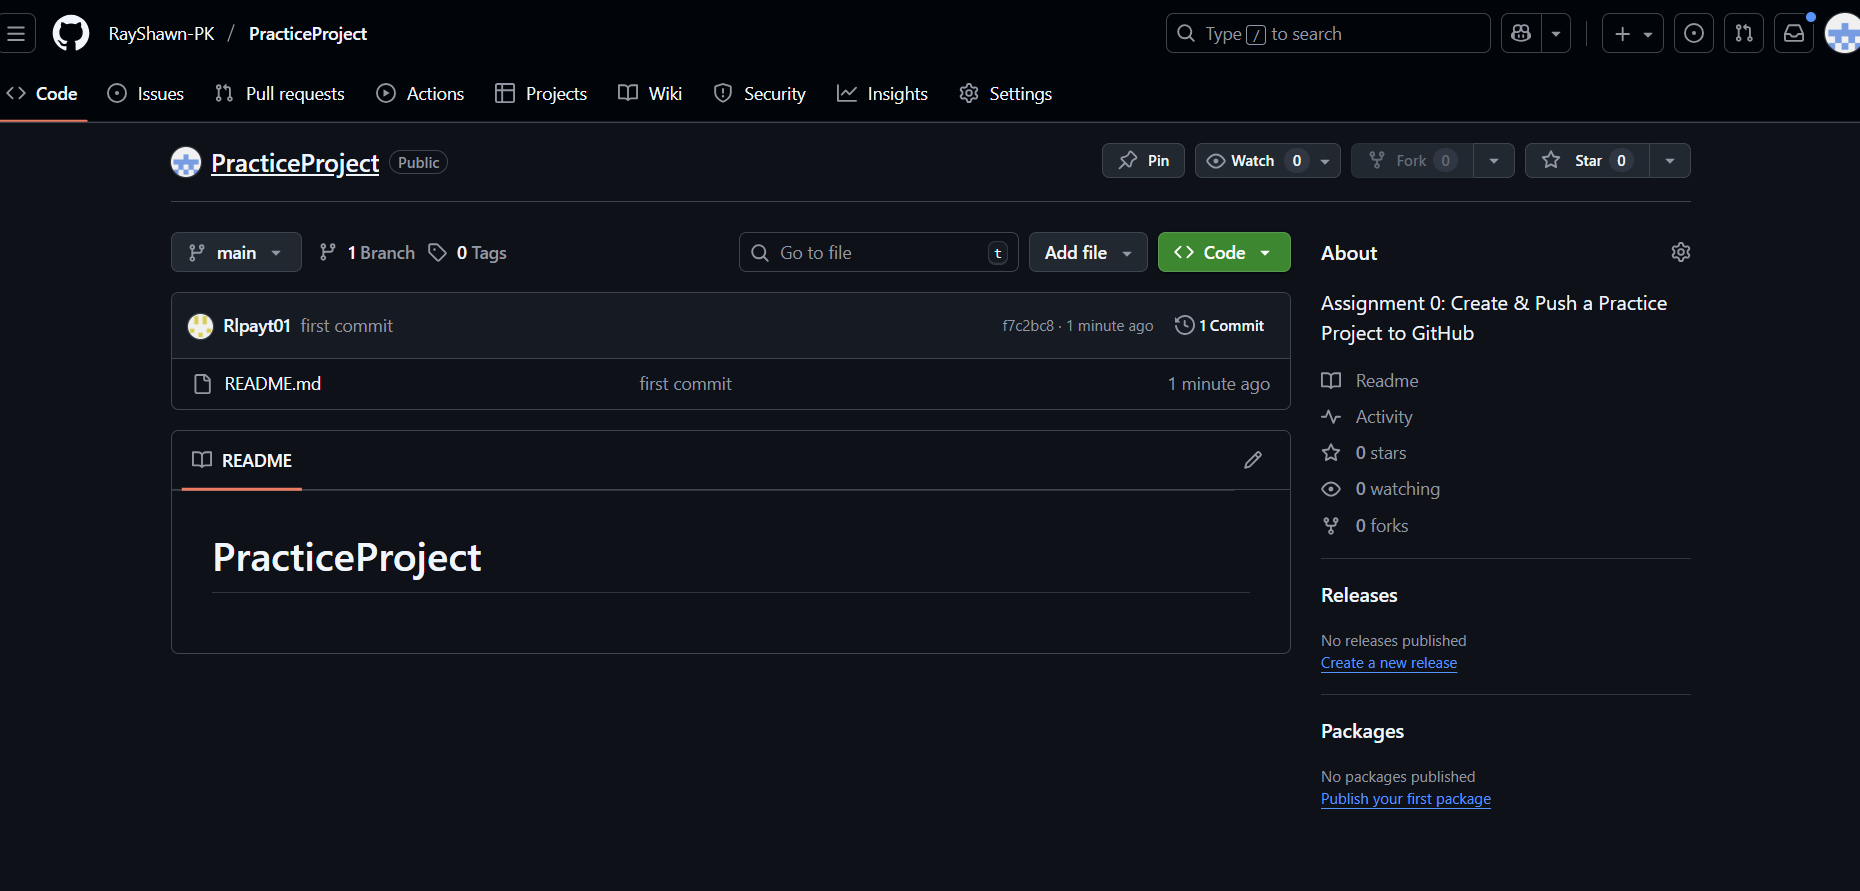 RayShawn-PK / PracticeProject
Type / to search
Code Issues Pull requests Actions Projects Wiki Security Insights Settings
PracticeProject Public
Pin Watch 0 Fork 0 Star 0
main 1 Branch 0 Tags Go to file t Add file Code
Rlpayt01 first commit f7c2bc8 · 1 minute ago 1 Commit
README.md first commit 1 minute ago
README
PracticeProject
About
Assignment 0: Create & Push a Practice
Project to GitHub
Readme
Activity
0 stars
0 watching
0 forks
Releases
No releases published
Create a new release
Packages
No packages published
Publish your first package